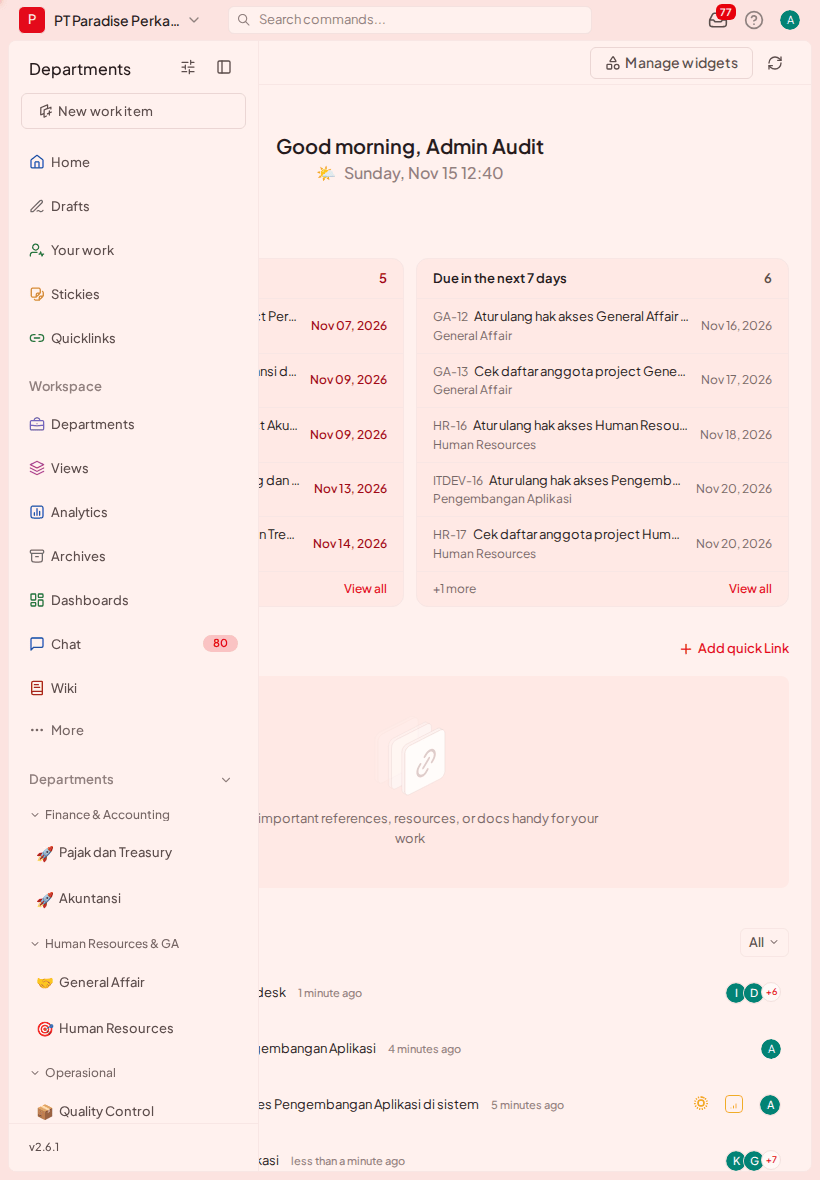 P PT Paradise Perka... Search commands... 77 A
Departments
Manage widgets
New work item
Home
Drafts
Your work
Stickies
Quicklinks
Workspace
Departments
Views
Analytics
Archives
Dashboards
Chat 80
Wiki
More
Departments
Finance & Accounting
🚀 Pajak dan Treasury
🚀 Akuntansi
Human Resources & GA
🤝 General Affair
🎯 Human Resources
Operasional
📦 Quality Control
v2.6.1
Good morning, Admin Audit
🌤️ Sunday, Nov 15 12:40
5
ct Per... Nov 07, 2026
nsi d... Nov 09, 2026
t Aku... Nov 09, 2026
g dan ... Nov 13, 2026
n Tre... Nov 14, 2026
View all
Due in the next 7 days 6
GA-12 Atur ulang hak akses General Affair ... Nov 16, 2026
General Affair
GA-13 Cek daftar anggota project Gene... Nov 17, 2026
General Affair
HR-16 Atur ulang hak akses Human Resou... Nov 18, 2026
Human Resources
ITDEV-16 Atur ulang hak akses Pengemb... Nov 20, 2026
Pengembangan Aplikasi
HR-17 Cek daftar anggota project Hum... Nov 20, 2026
Human Resources
+1 more View all
+ Add quick Link
important references, resources, or docs handy for your
work
All
desk 1 minute ago I D +6
gembangan Aplikasi 4 minutes ago A
es Pengembangan Aplikasi di sistem 5 minutes ago A
kasi less than a minute ago K G +7